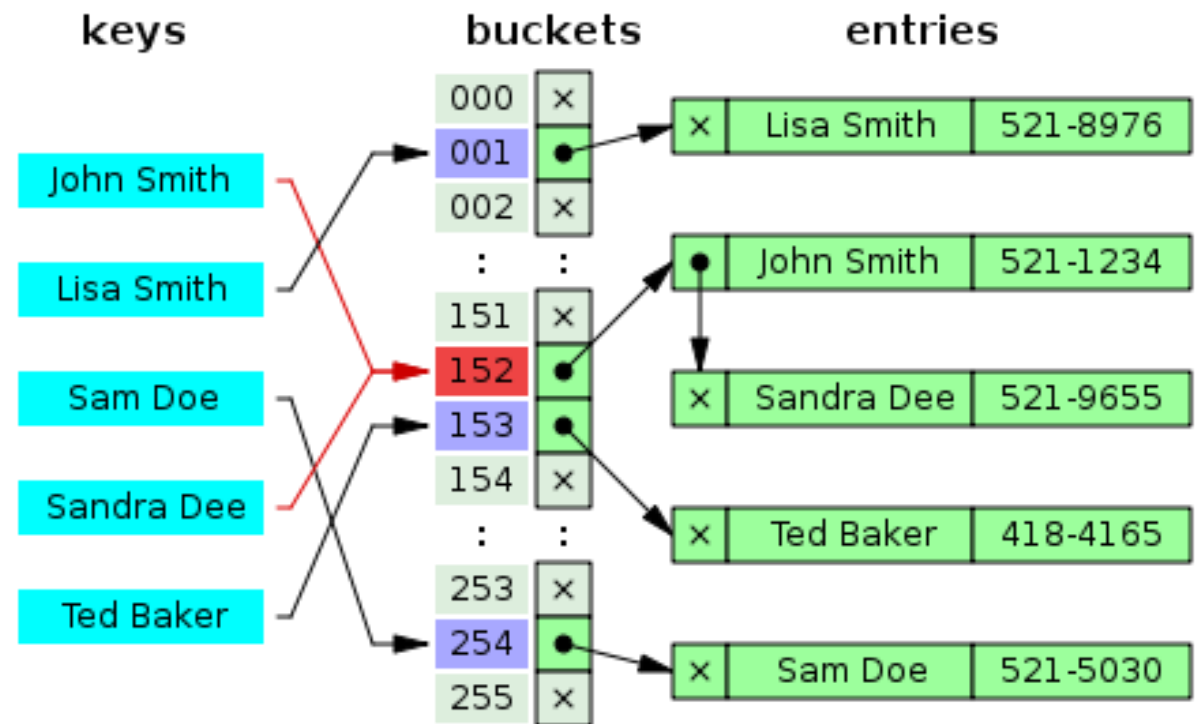 keys
buckets
entries
John Smith
Lisa Smith
Sam Doe
Sandra Dee
Ted Baker
000 ×
001
002 ×
: :
151 ×
152
153
154 ×
: :
253 ×
254
255 ×
× Lisa Smith 521-8976
John Smith 521-1234
× Sandra Dee 521-9655
× Ted Baker 418-4165
× Sam Doe 521-5030